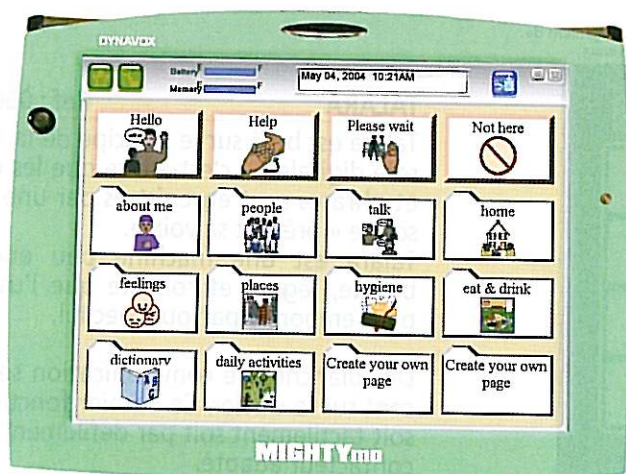 DYNAVOX
Battery F
Memory F
May 04, 2004 10:21AM
Hello
Help
Please wait
Not here
about me
people
talk
home
feelings
places
hygiene
eat & drink
dictionary
daily activities
Create your own
page
Create your own
page
MIGHTYmo